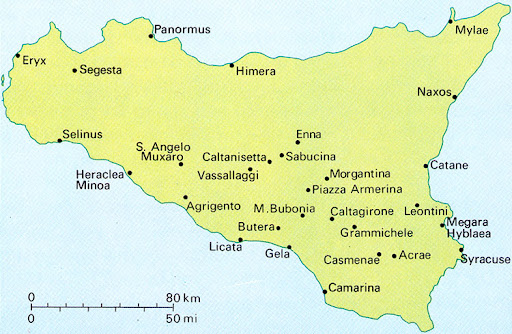 Panormus
Mylae
Eryx
Segesta
Himera
Naxos
Selinus
Enna
S. Angelo
Muxaro
Caltanisetta
Sabucina
Catane
Heraclea
Minoa
Vassallaggi
Morgantina
Piazza Armerina
Agrigento
M. Bubonia
Caltagirone
Leontini
Megara
Hyblaea
Butera
Grammichele
Licata
Gela
Casmenae
Acrae
Syracuse
Camarina
0 80 km
0 50 mi